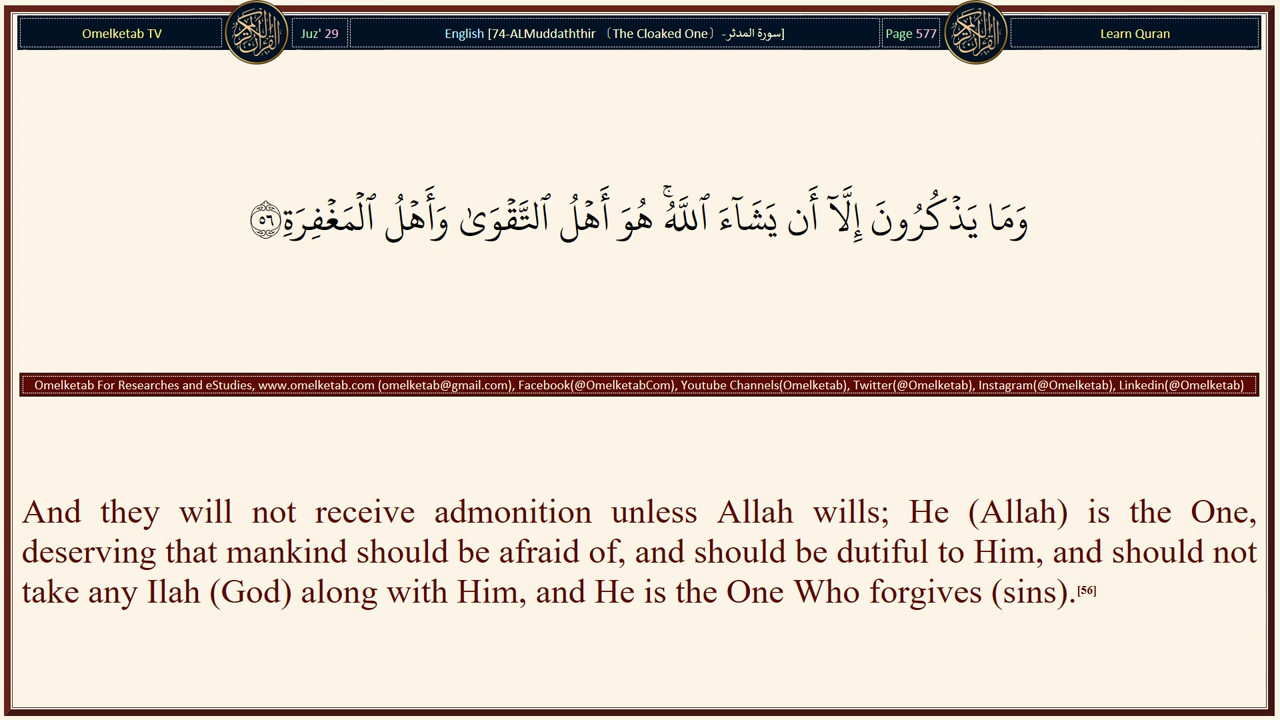 Omelketab TV
Juz' 29
English [74-ALMuddaththir 〔The Cloaked One〕 -سورة المدثر]
Page 577
Learn Quran
وَمَا يَذۡكُرُونَ إِلَّآ أَن يَشَآءَ ٱللَّهُۚ هُوَ أَهۡلُ ٱلتَّقۡوَىٰ وَأَهۡلُ ٱلۡمَغۡفِرَةِ ٥٦
Omelketab For Researches and eStudies, www.omelketab.com (omelketab@gmail.com), Facebook(@OmelketabCom), Youtube Channels(Omelketab), Twitter(@Omelketab), Instagram(@Omelketab), Linkedin(@Omelketab)
And they will not receive admonition unless Allah wills; He (Allah) is the One,
deserving that mankind should be afraid of, and should be dutiful to Him, and should not
take any Ilah (God) along with Him, and He is the One Who forgives (sins).[56]